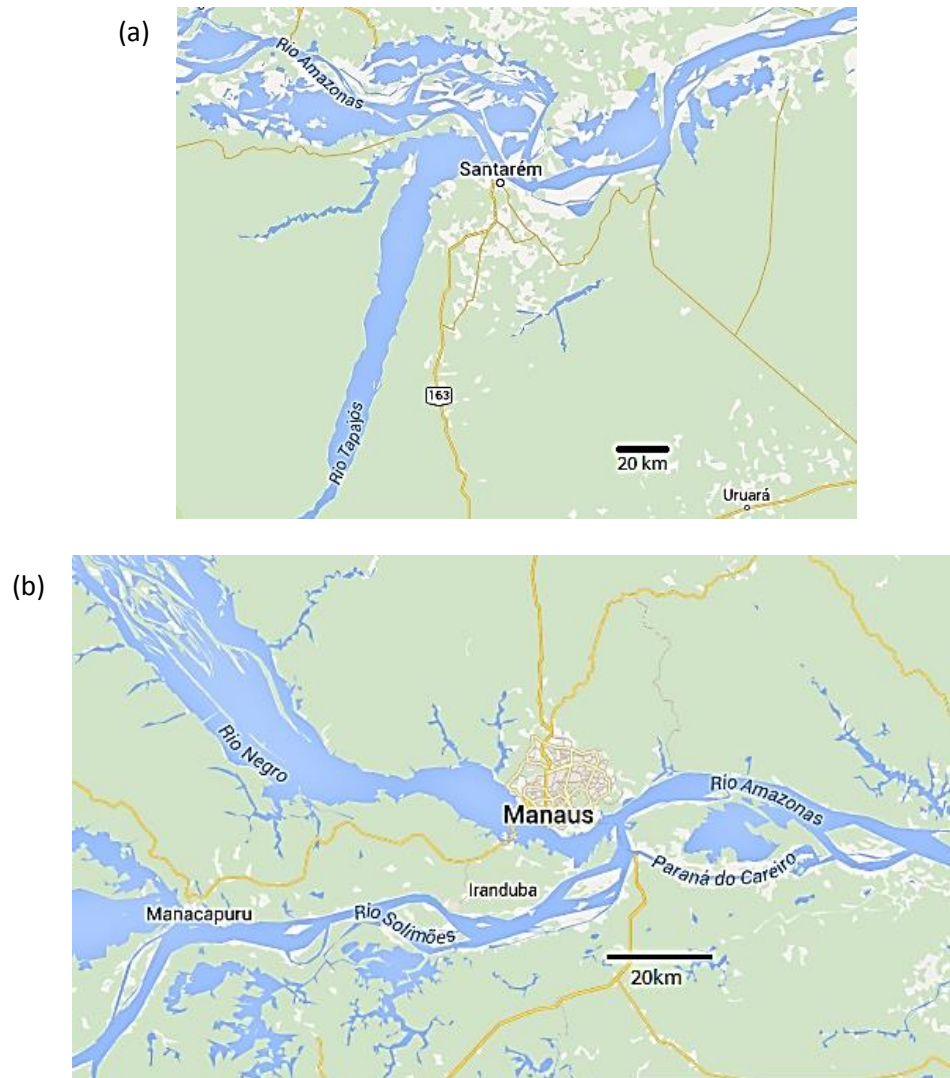 (a)
Rio Amazonas
Santarém
163
Rio Tapajós
20 km
Uruará
(b)
Rio Negro
Manaus
Rio Amazonas
Paraná do Careiro
Iranduba
Manacapuru
Rio Solimões
20km